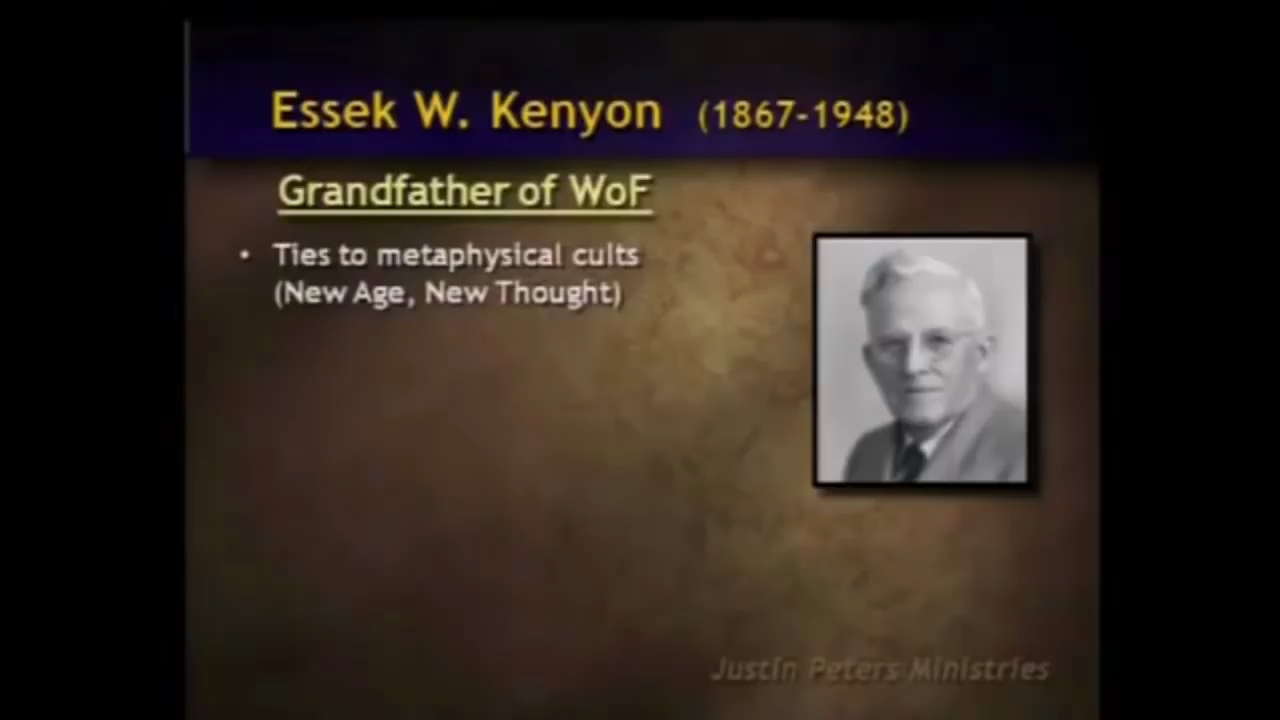 Essek W. Kenyon (1867-1948)
Grandfather of WoF
• Ties to metaphysical cults
(New Age, New Thought)
Justin Peters Ministries